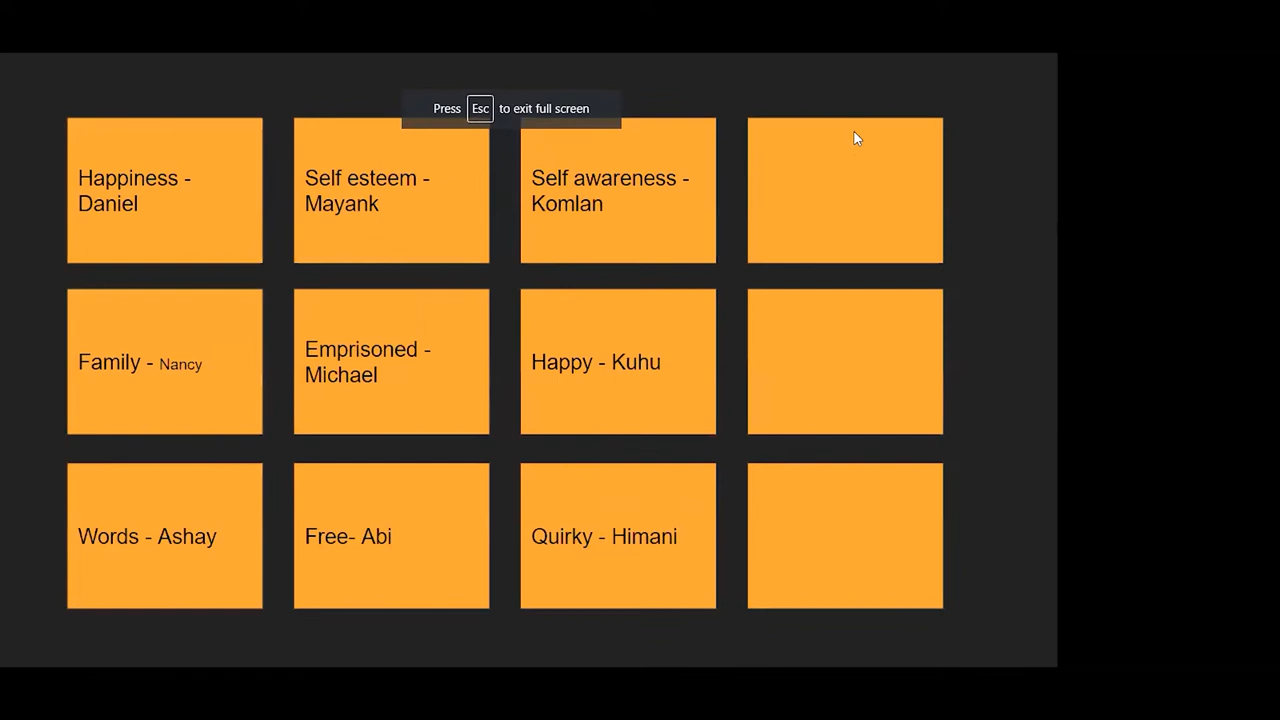 Press Esc to exit full screen
Happiness -
Daniel
Self esteem -
Mayank
Self awareness -
Komlan
Family - Nancy
Emprisoned -
Michael
Happy - Kuhu
Words - Ashay
Free- Abi
Quirky - Himani